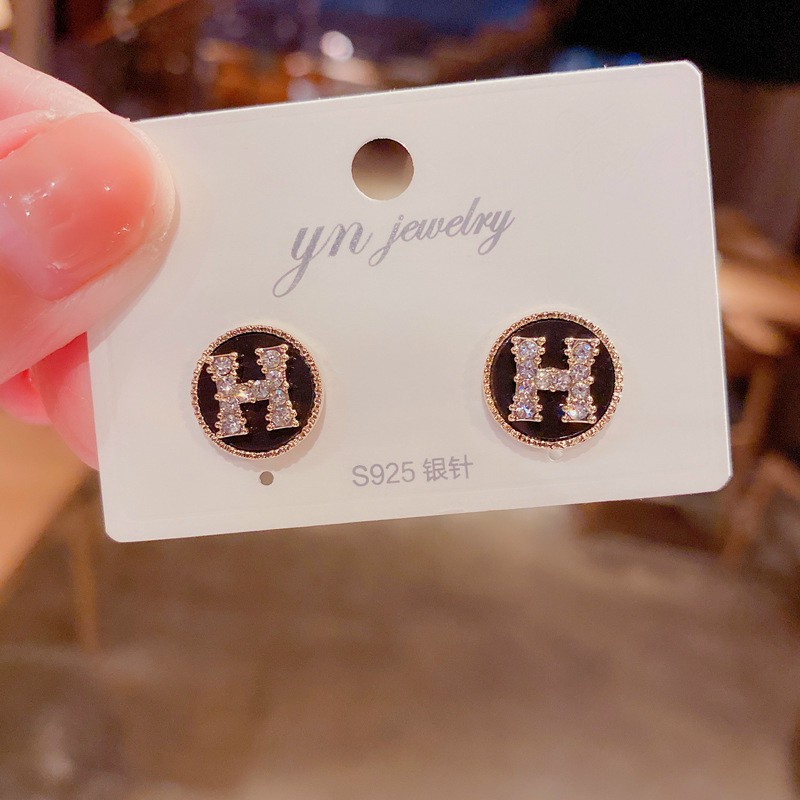 yn jewelry
H H
S925 银针